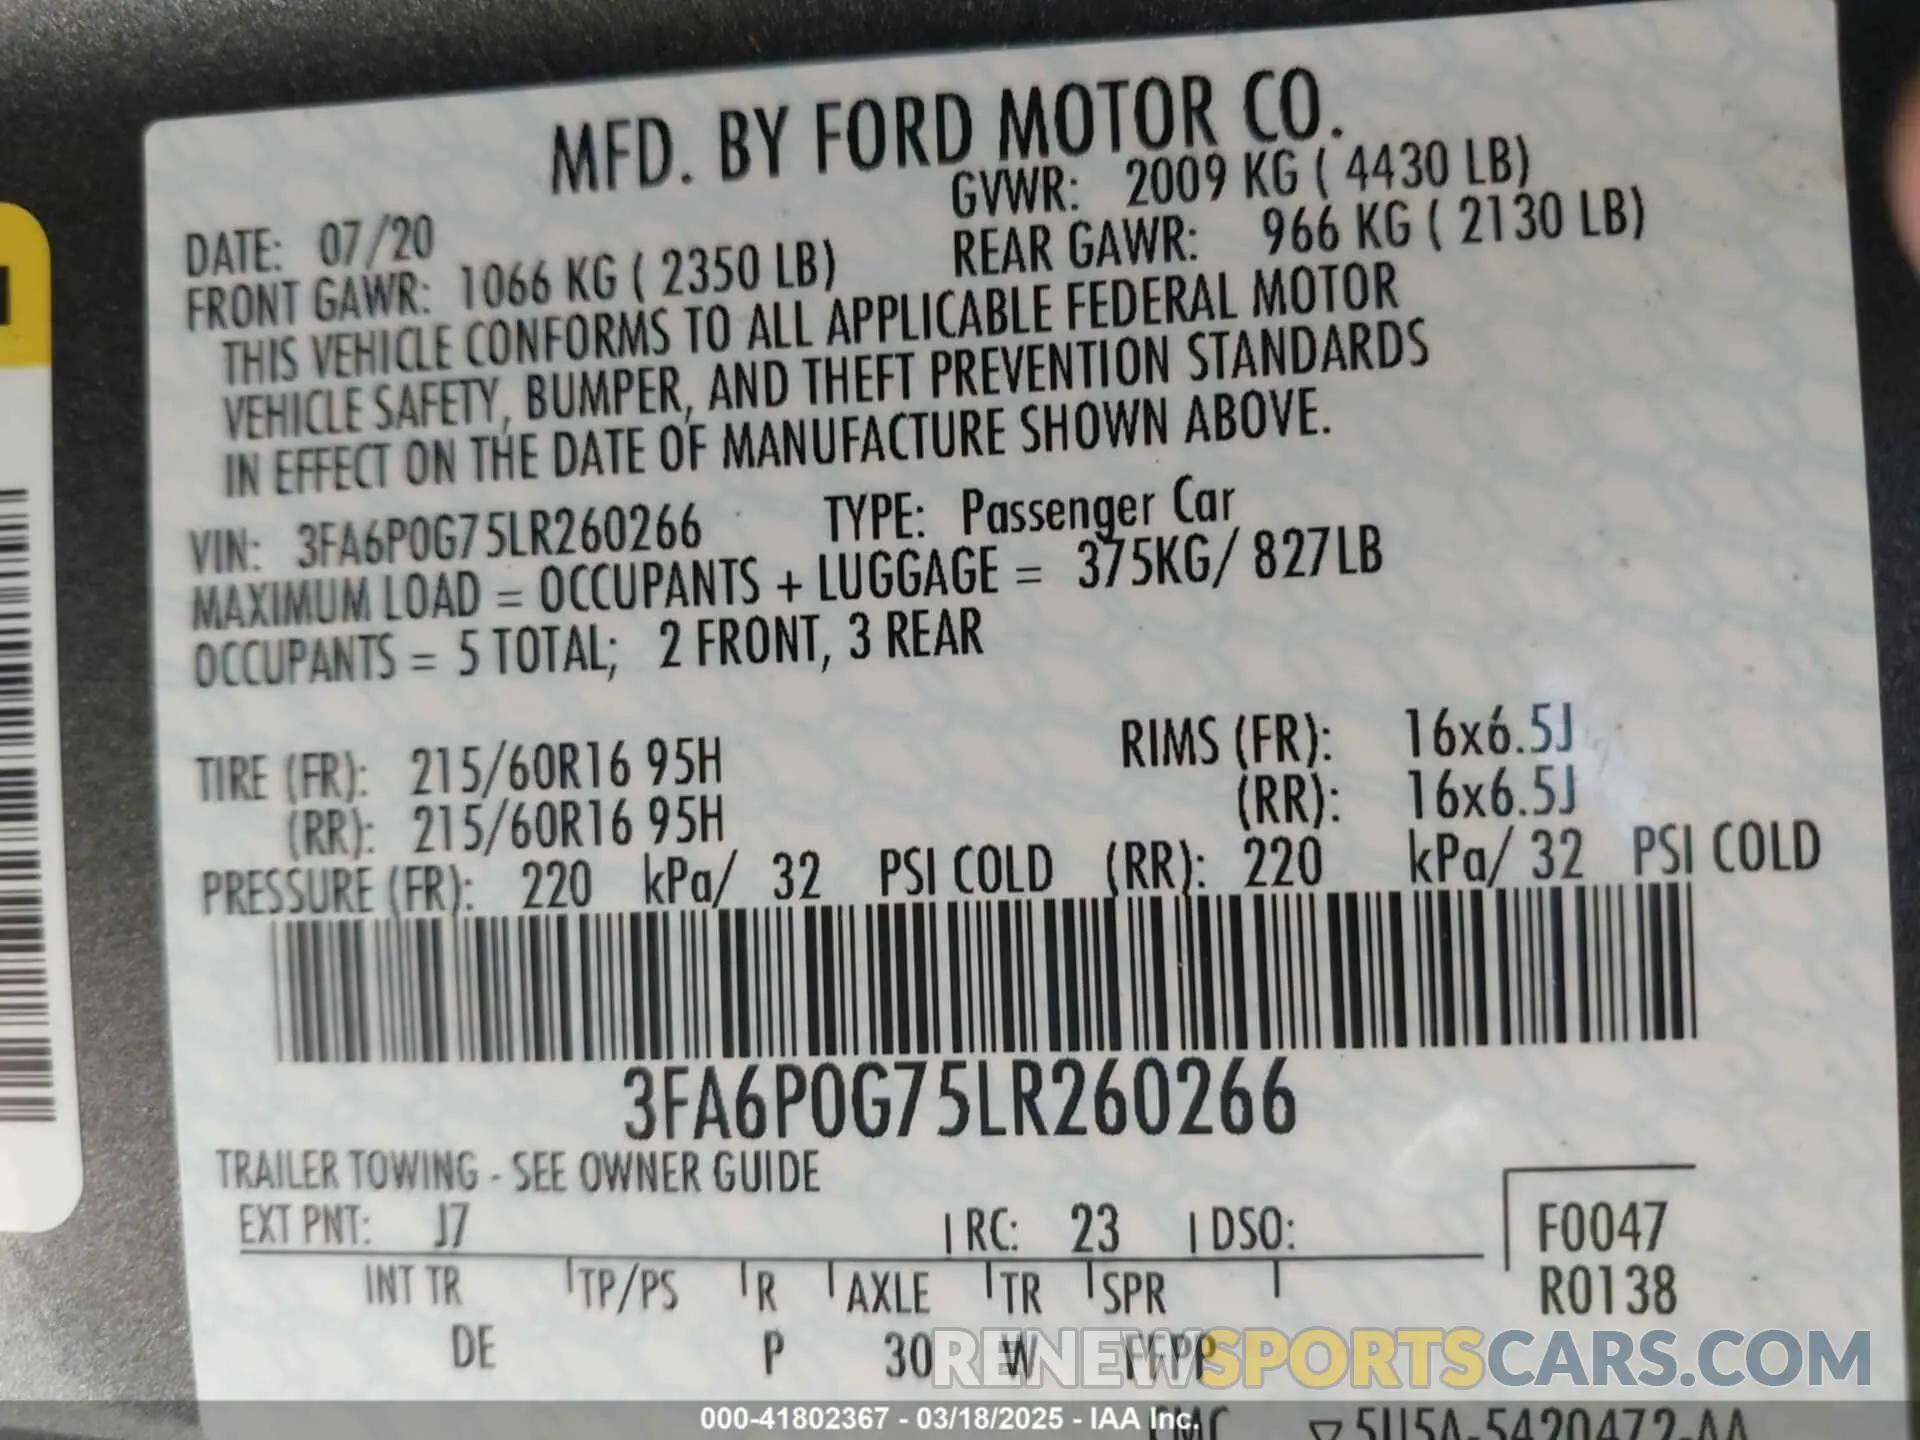 MFD. BY FORD MOTOR CO.
DATE: 07/20 GVWR: 2009 KG ( 4430 LB)
FRONT GAWR: 1066 KG ( 2350 LB) REAR GAWR: 966 KG ( 2130 LB)
THIS VEHICLE CONFORMS TO ALL APPLICABLE FEDERAL MOTOR
VEHICLE SAFETY, BUMPER, AND THEFT PREVENTION STANDARDS
IN EFFECT ON THE DATE OF MANUFACTURE SHOWN ABOVE.
VIN: 3FA6P0G75LR260266 TYPE: Passenger Car
MAXIMUM LOAD = OCCUPANTS + LUGGAGE = 375KG/ 827LB
OCCUPANTS = 5 TOTAL; 2 FRONT, 3 REAR
TIRE (FR): 215/60R16 95H RIMS (FR): 16x6.5J
(RR): 215/60R16 95H (RR): 16x6.5J
PRESSURE (FR): 220 kPa/ 32 PSI COLD (RR): 220 kPa/ 32 PSI COLD
3FA6P0G75LR260266
TRAILER TOWING - SEE OWNER GUIDE
EXT PNT: J7 RC: 23 DSO: F0047
INT TR TP/PS R AXLE TR SPR R0138
DE P 30 W FFPP
RENEWSPORTSCARS.COM
000-41802367 - 03/18/2025 - IAA Inc.
5U5A-5420472-AA